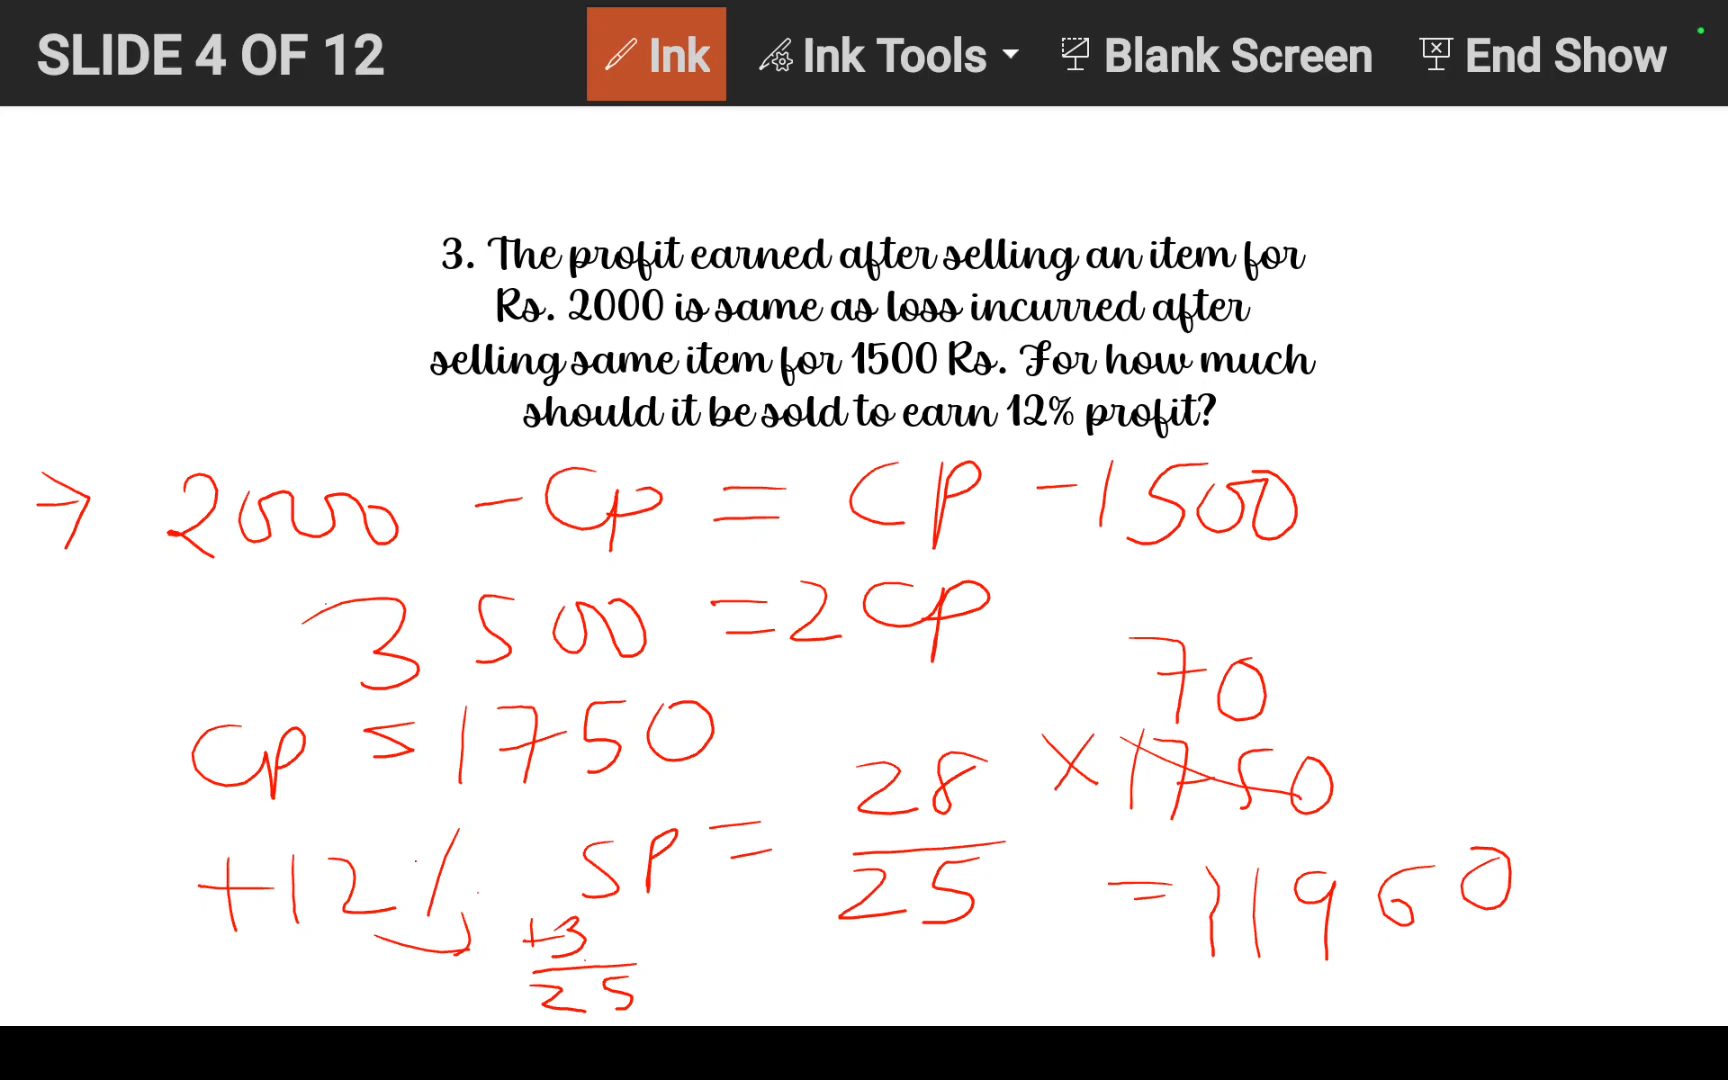 SLIDE 4 OF 12 Ink Ink Tools Blank Screen End Show
3. The profit earned after selling an item for
Rs. 2000 is same as loss incurred after
selling same item for 1500 Rs. For how much
should it be sold to earn 12% profit?
→ 2000 - CP = CP - 1500
3500 = 2CP
CP = 1750
+12% +3/25
SP = 28/25 × 1750 70
= ₹1960